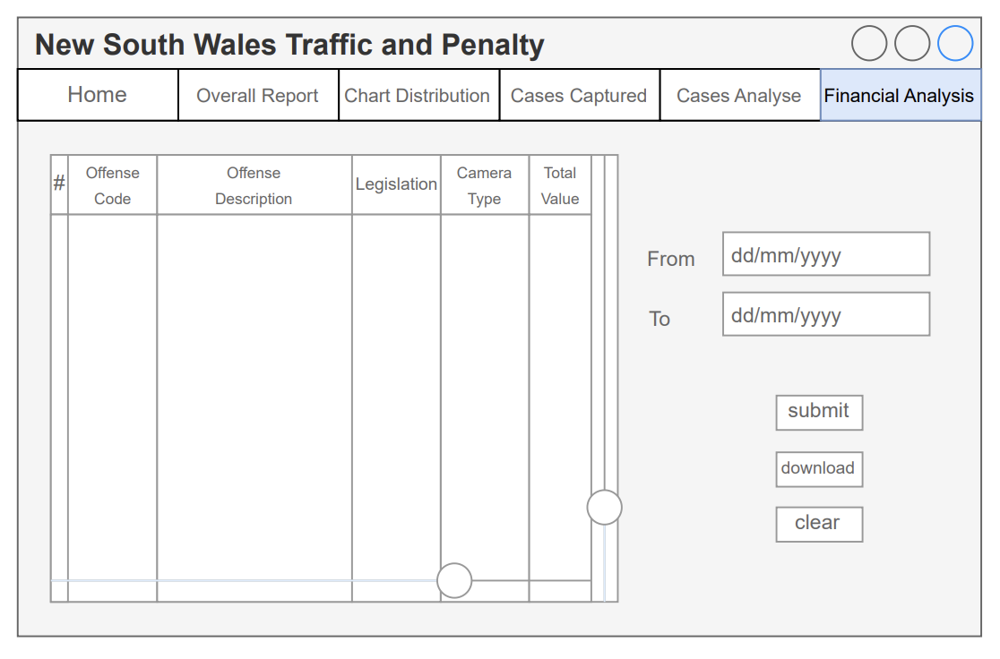 New South Wales Traffic and Penalty
Home
Overall Report
Chart Distribution
Cases Captured
Cases Analyse
Financial Analysis
#
Offense
Code
Offense
Description
Legislation
Camera
Type
Total
Value
From
dd/mm/yyyy
To
dd/mm/yyyy
submit
download
clear